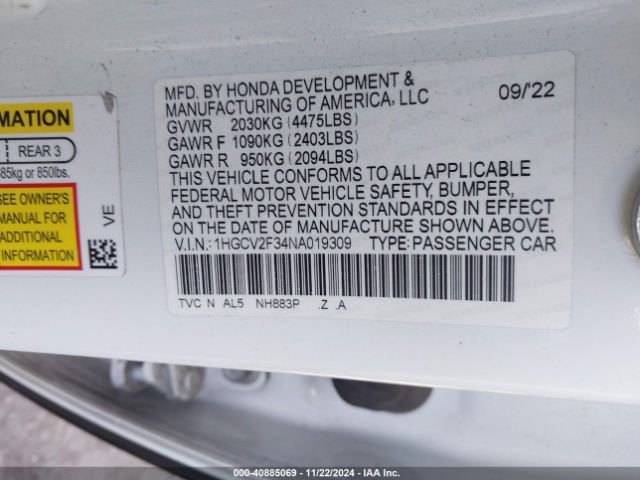 MFD. BY HONDA DEVELOPMENT & 09/'22
MANUFACTURING OF AMERICA, LLC
GVWR 2030KG (4475LBS)
GAWR F 1090KG (2403LBS)
GAWR R 950KG (2094LBS)
THIS VEHICLE CONFORMS TO ALL APPLICABLE
FEDERAL MOTOR VEHICLE SAFETY, BUMPER,
AND THEFT PREVENTION STANDARDS IN EFFECT
ON THE DATE OF MANUFACTURE SHOWN ABOVE.
V.I.N.: 1HGCV2F34NA019309 TYPE: PASSENGER CAR
TVC N AL5 NH883P .Z .A
REAR 3
85kg or 850lbs.
SEE OWNER'S
MANUAL FOR
ADDITIONAL
VE
000-40885069 - 11/22/2024 - IAA Inc.